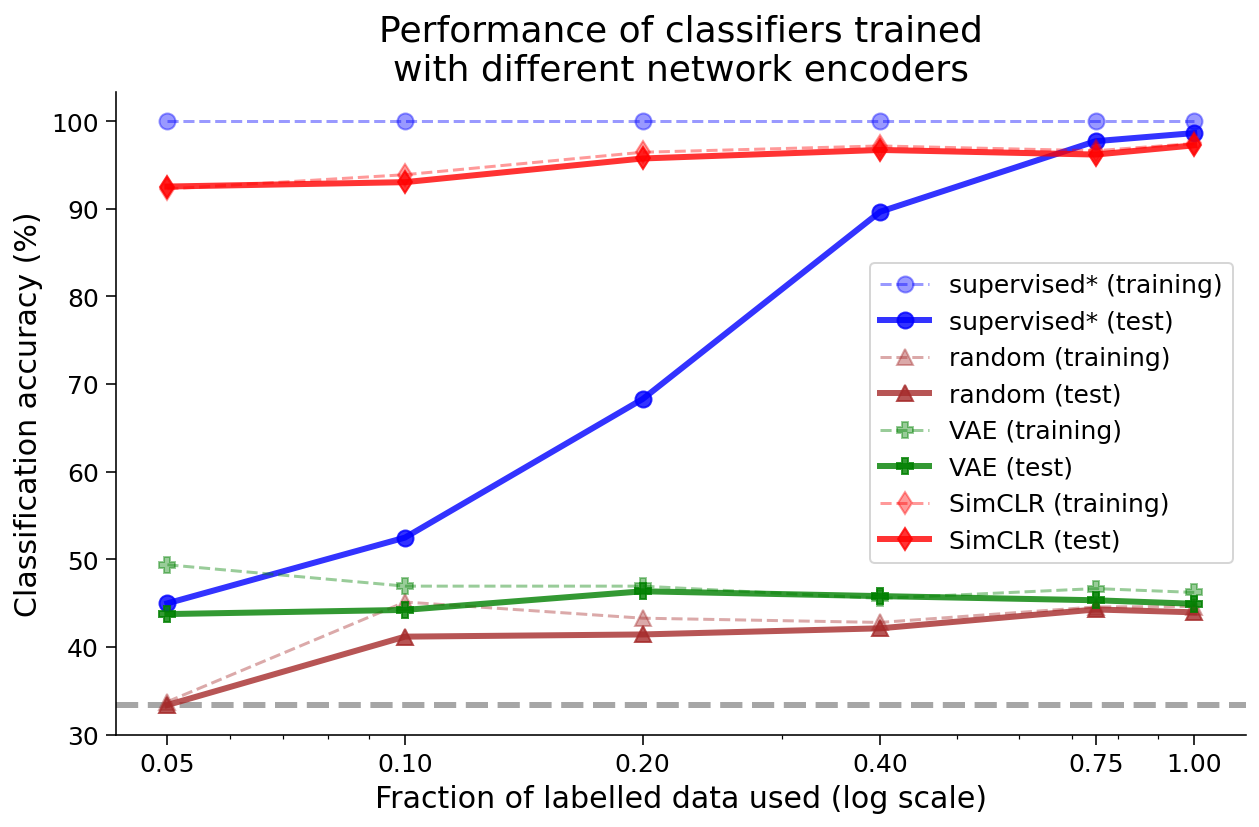 Performance of classifiers trained
with different network encoders
Classification accuracy (%)
100
90
80
70
60
50
40
30
supervised* (training)
supervised* (test)
random (training)
random (test)
VAE (training)
VAE (test)
SimCLR (training)
SimCLR (test)
0.05 0.10 0.20 0.40 0.75 1.00
Fraction of labelled data used (log scale)